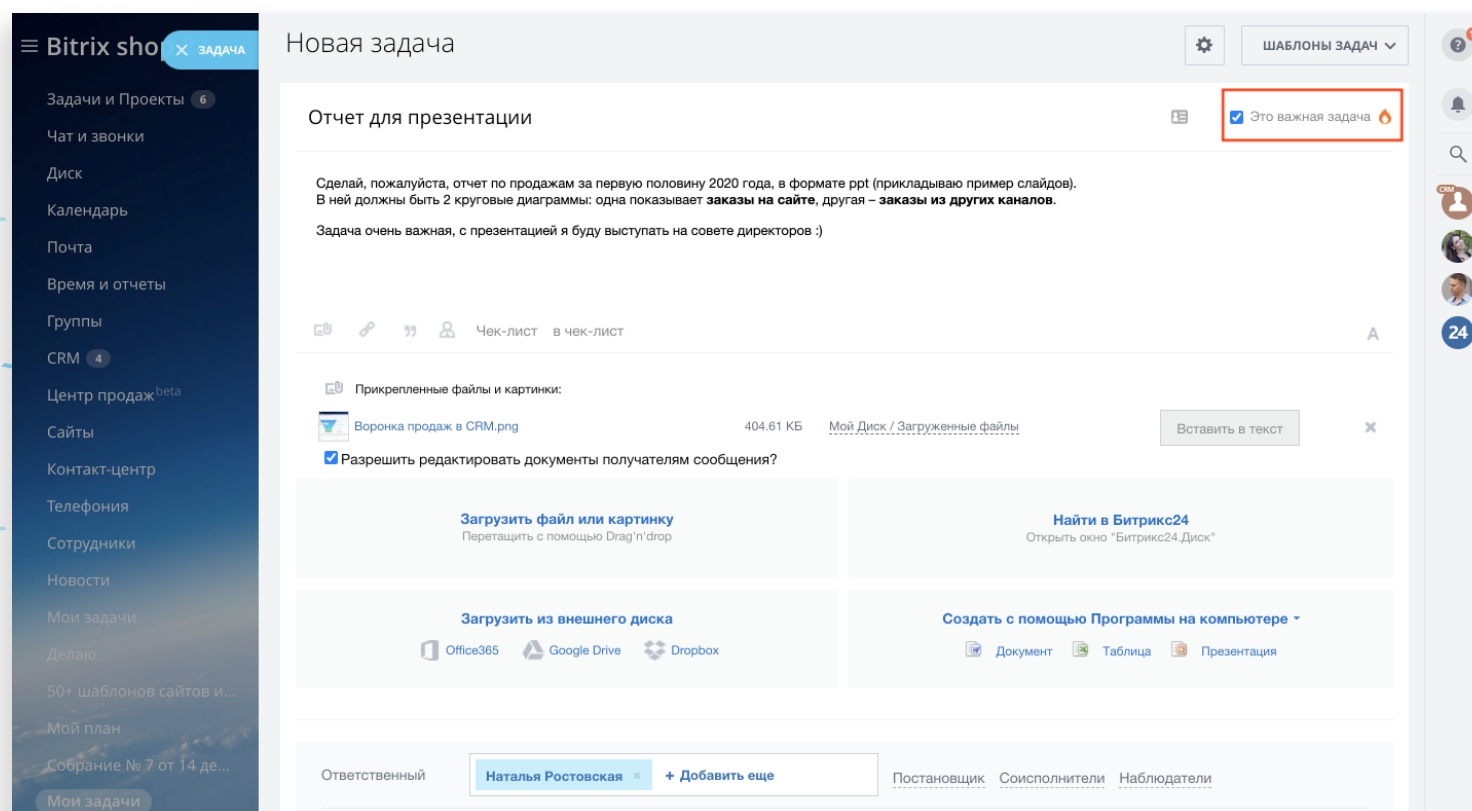 Bitrix sho
ЗАДАЧА
Задачи и Проекты 6
Чат и звонки
Диск
Календарь
Почта
Время и отчеты
Группы
CRM 4
Центр продаж beta
Сайты
Контакт-центр
Телефония
Сотрудники
Новости
Мои задачи
Делаю
50+ шаблонов сайтов и...
Мой план
Собрание № 7 от 14 де...
Мои задачи
Новая задача
ШАБЛОНЫ ЗАДАЧ
Отчет для презентации
Это важная задача
Сделай, пожалуйста, отчет по продажам за первую половину 2020 года, в формате ppt (прикладываю пример слайдов).
В ней должны быть 2 круговые диаграммы: одна показывает заказы на сайте, другая – заказы из других каналов.
Задача очень важная, с презентацией я буду выступать на совете директоров :)
Чек-лист в чек-лист A
Прикрепленные файлы и картинки:
Воронка продаж в CRM.png 404.61 КБ Мой Диск / Загруженные файлы Вставить в текст
Разрешить редактировать документы получателям сообщения?
Загрузить файл или картинку
Перетащить с помощью Drag'n'drop
Найти в Битрикс24
Открыть окно "Битрикс24.Диск"
Загрузить из внешнего диска
Office365 Google Drive Dropbox
Создать с помощью Программы на компьютере
Документ Таблица Презентация
Ответственный Наталья Ростовская + Добавить еще Постановщик Соисполнители Наблюдатели
?
CRM
24